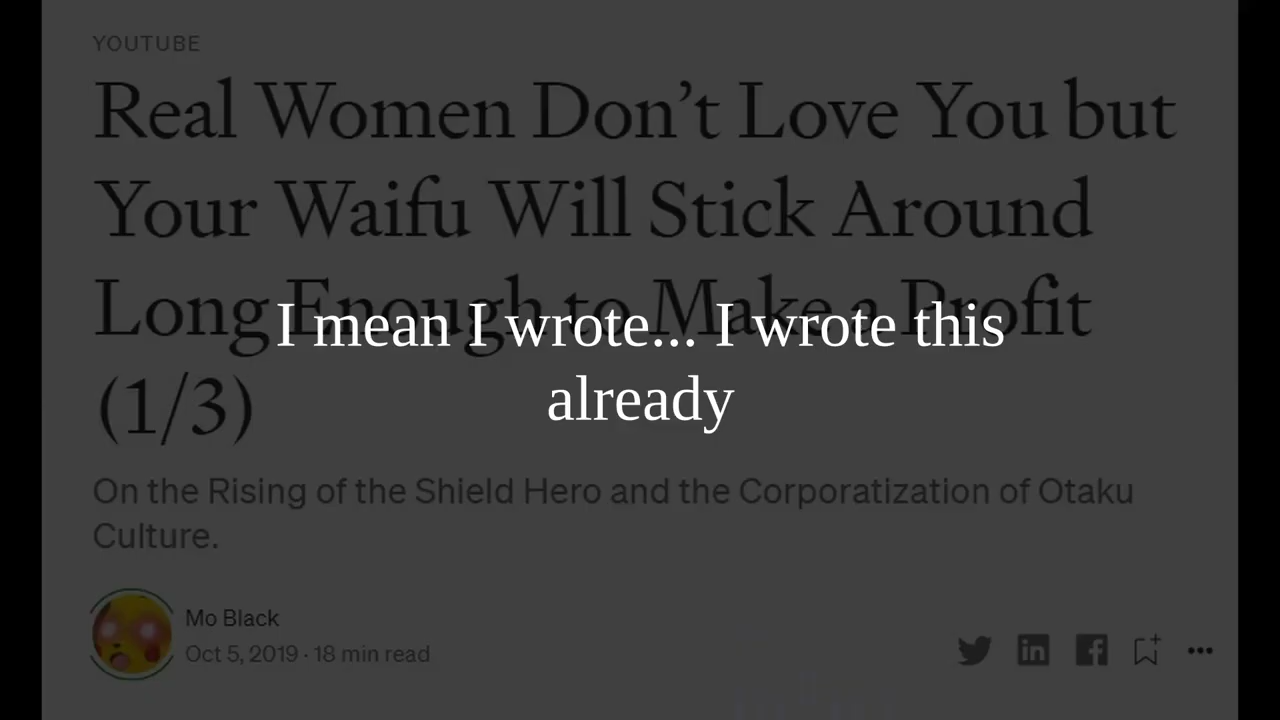 YOUTUBE
Real Women Don’t Love You but
Your Waifu Will Stick Around
Long Enough to Make a Profit
(1/3)
I mean I wrote... I wrote this
already
On the Rising of the Shield Hero and the Corporatization of Otaku
Culture.
Mo Black
Oct 5, 2019 · 18 min read